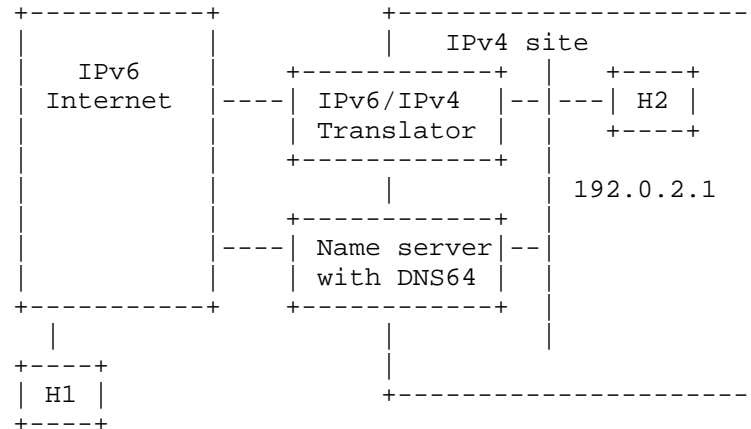 IPv4 site
IPv6
Internet
IPv6/IPv4
Translator
H2
192.0.2.1
Name server
with DNS64
H1